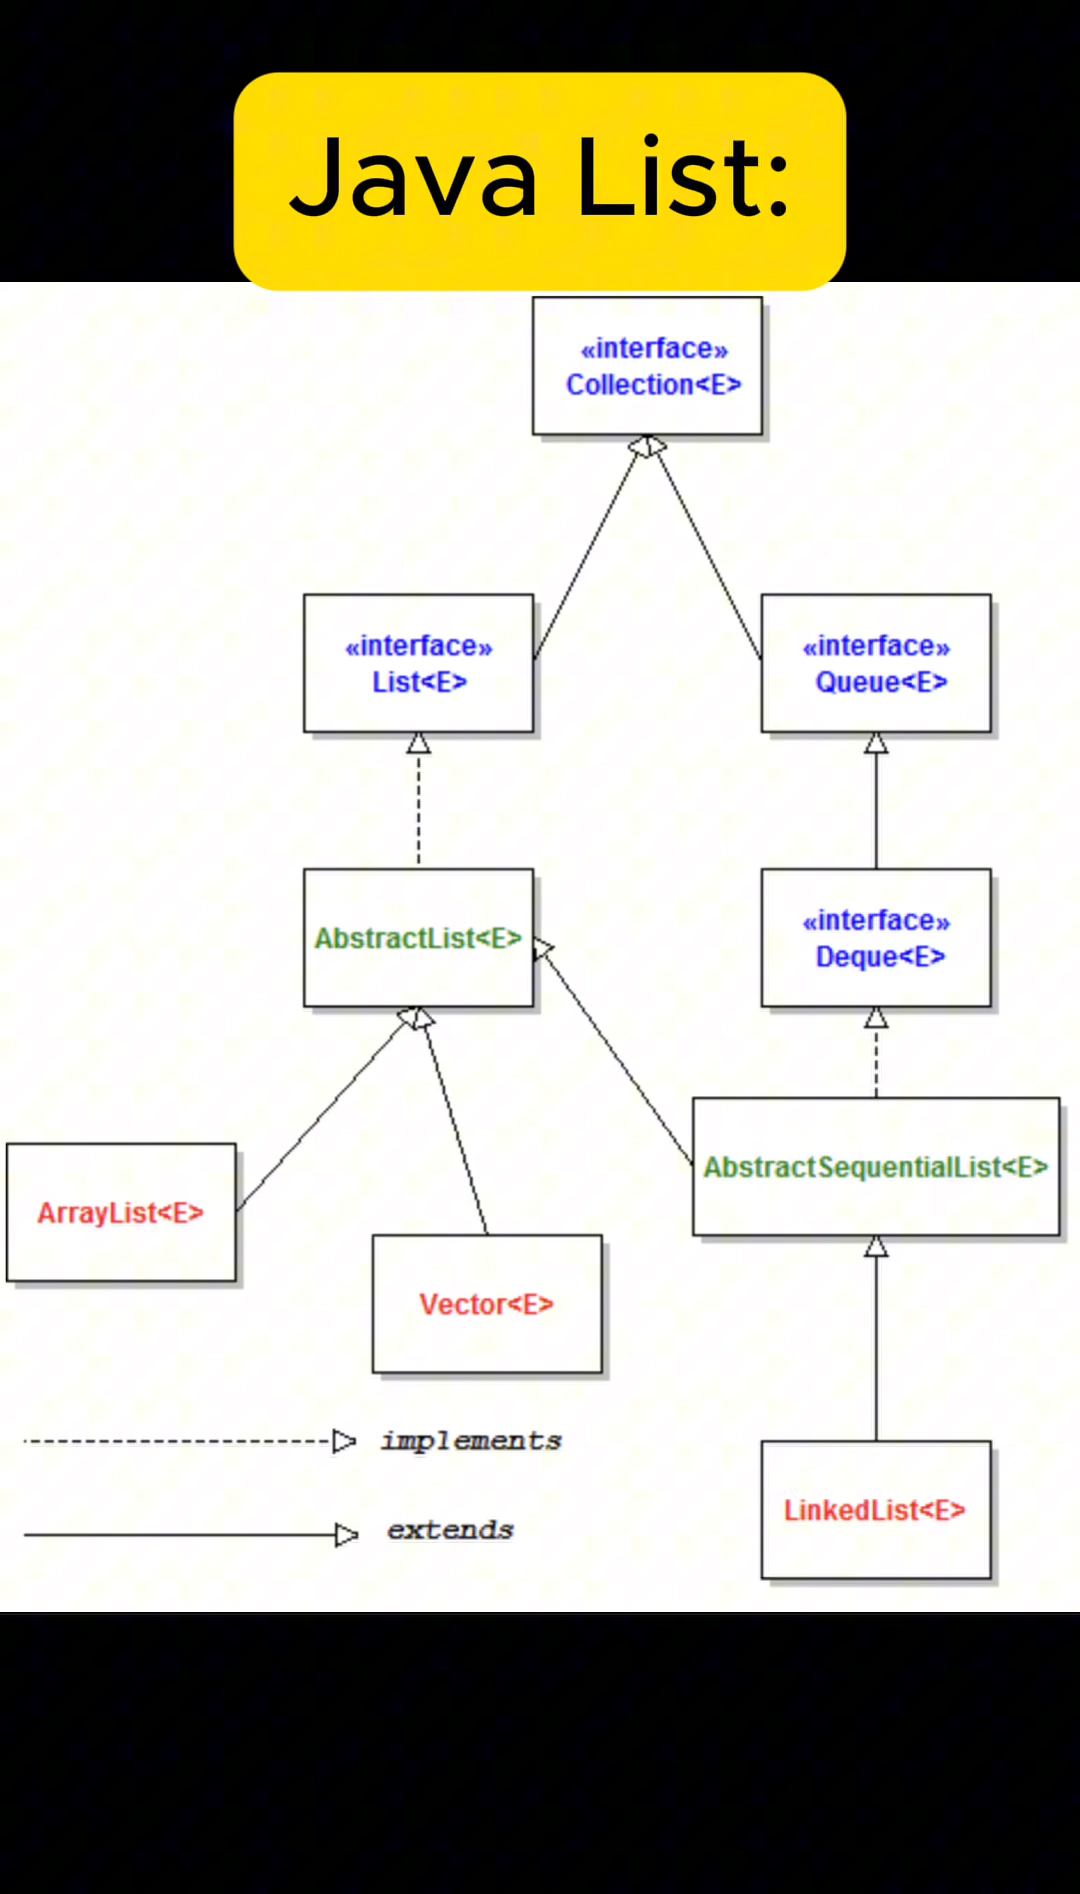 Java List:
«interface»
Collection<E>
«interface»
List<E>
«interface»
Queue<E>
AbstractList<E>
«interface»
Deque<E>
AbstractSequentialList<E>
ArrayList<E>
Vector<E>
implements
LinkedList<E>
extends